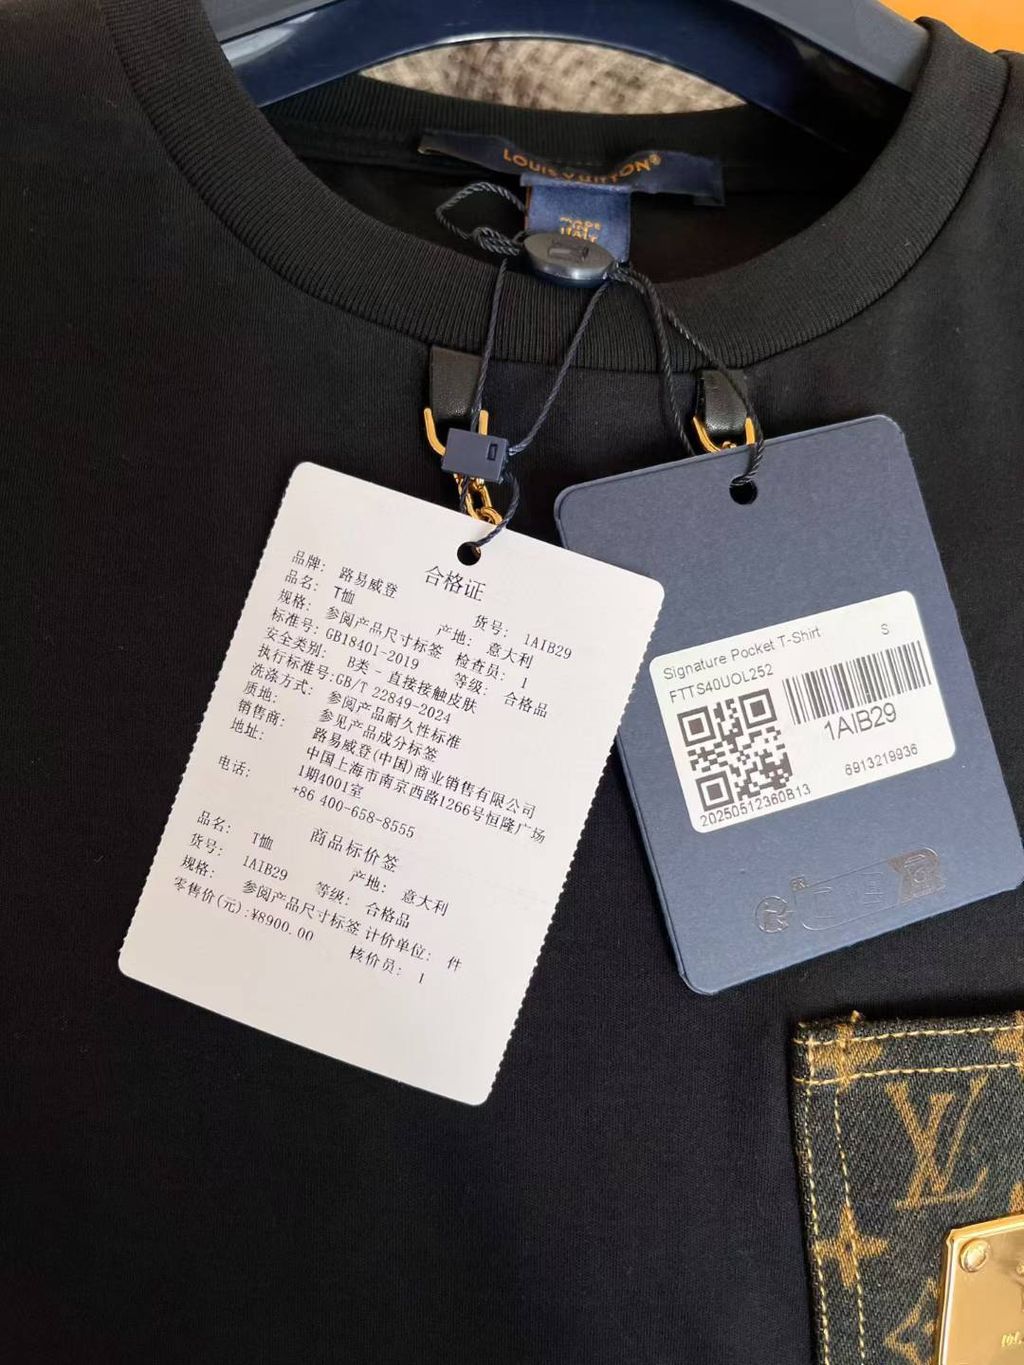 LOUIS VUITTON®
MADE
IN
ITALY
合格证
品牌: 路易威登
品名: T恤 货号: 1AIB29
规格: 参阅产品尺寸标签 产地: 意大利
标准号: GB18401-2019 检查员: 1
安全类别: B类-直接接触皮肤 等级: 合格品
执行标准号:GB/T 22849-2024
洗涤方式: 参阅产品耐久性标准
质地: 参见产品成分标签
销售商: 路易威登(中国)商业销售有限公司
地址: 中国上海市南京西路1266号恒隆广场
1期4001室
电话: +86 400-658-8555
商品标价签
品名: T恤 产地: 意大利
货号: 1AIB29 等级: 合格品
规格: 参阅产品尺寸标签 计价单位: 件
零售价(元):¥8900.00 核价员: 1
Signature Pocket T-Shirt S
FTTS40UOL252
1AIB29
6913219936
20250512360B13
LV